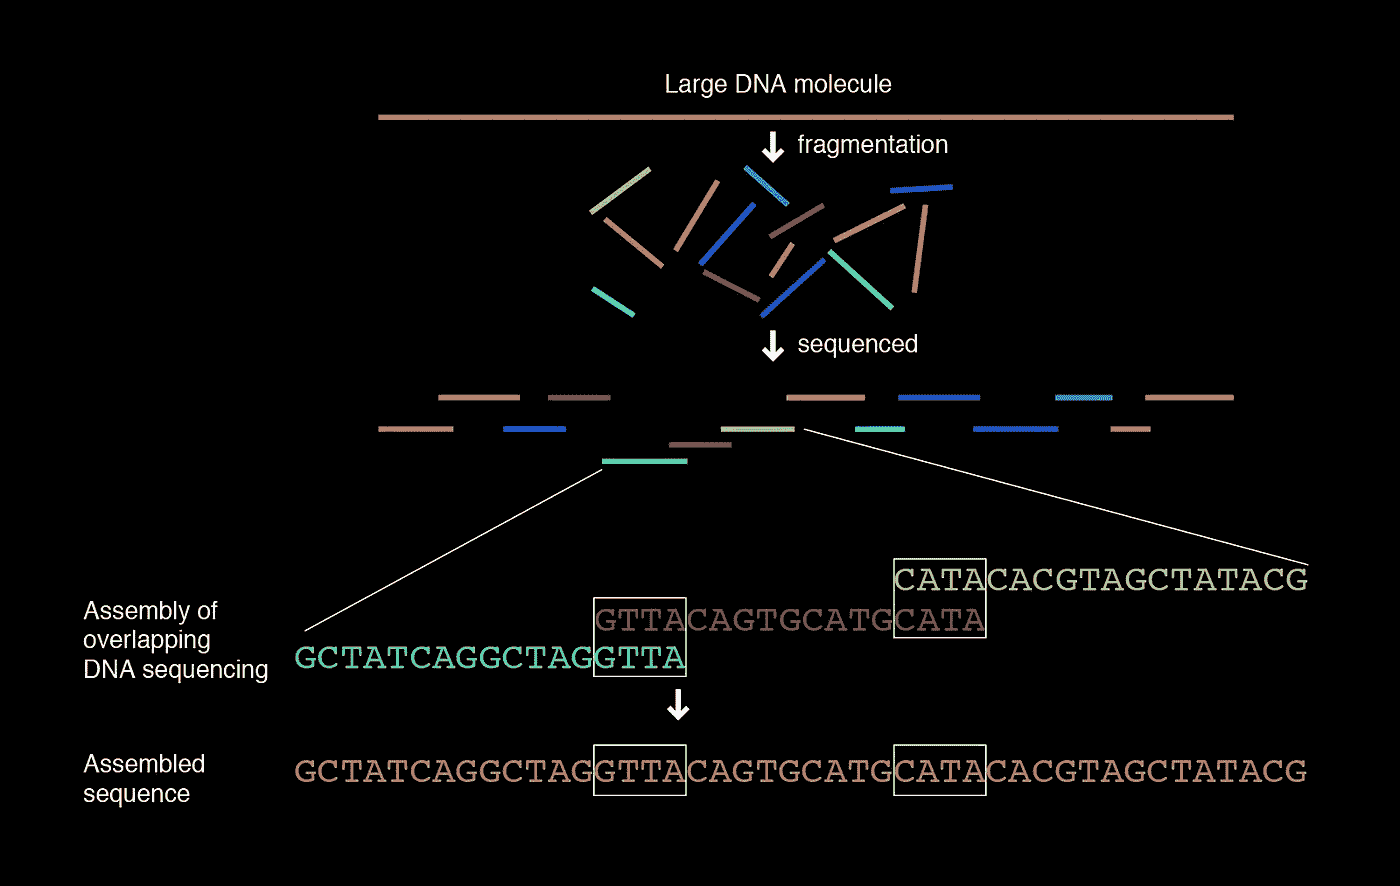 Large DNA molecule
fragmentation
sequenced
CATACACGTAGCTATACG
GTTACAGTGCATGCATA
GCTATCAGGCTAGGTTA
Assembly of
overlapping
DNA sequencing
GCTATCAGGCTAGGTTACAGTGCATGCATACACGTAGCTATACG
Assembled
sequence